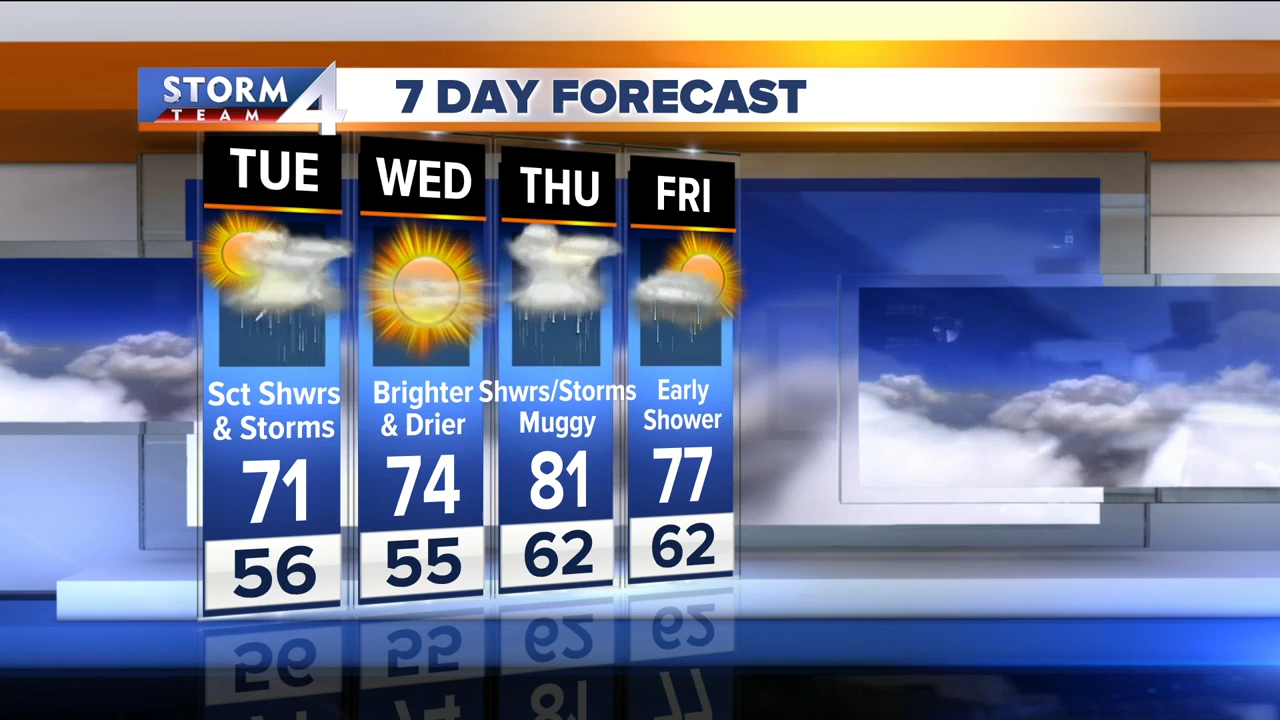 STORM
TEAM
4
7 DAY FORECAST
TUE
Sct Shwrs
& Storms
71
56
WED
Brighter
& Drier
74
55
THU
Shwrs/Storms
Muggy
81
62
FRI
Early
Shower
77
62